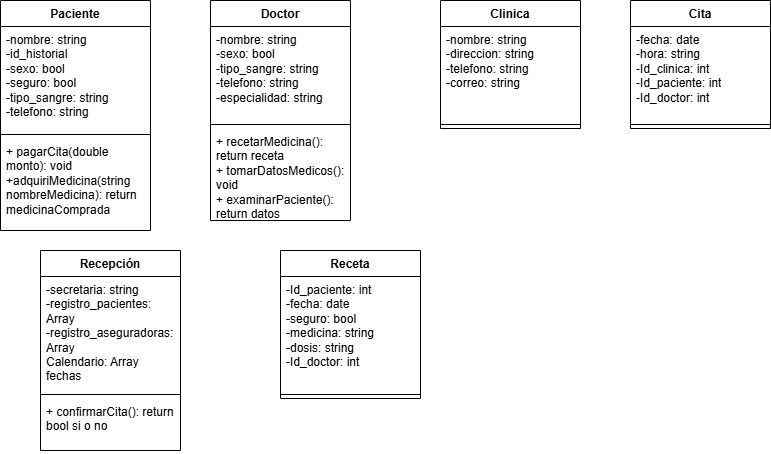 Paciente
-nombre: string
-id_historial
-sexo: bool
-seguro: bool
-tipo_sangre: string
-telefono: string
+ pagarCita(double
monto): void
+adquiriMedicina(string
nombreMedicina): return
medicinaComprada
Doctor
-nombre: string
-sexo: bool
-tipo_sangre: string
-telefono: string
-especialidad: string
+ recetarMedicina():
return receta
+ tomarDatosMedicos():
void
+ examinarPaciente():
return datos
Clinica
-nombre: string
-direccion: string
-telefono: string
-correo: string
Cita
-fecha: date
-hora: string
-Id_clinica: int
-Id_paciente: int
-Id_doctor: int
Recepción
-secretaria: string
-registro_pacientes:
Array
-registro_aseguradoras:
Array
Calendario: Array
fechas
+ confirmarCita(): return
bool si o no
Receta
-Id_paciente: int
-fecha: date
-seguro: bool
-medicina: string
-dosis: string
-Id_doctor: int